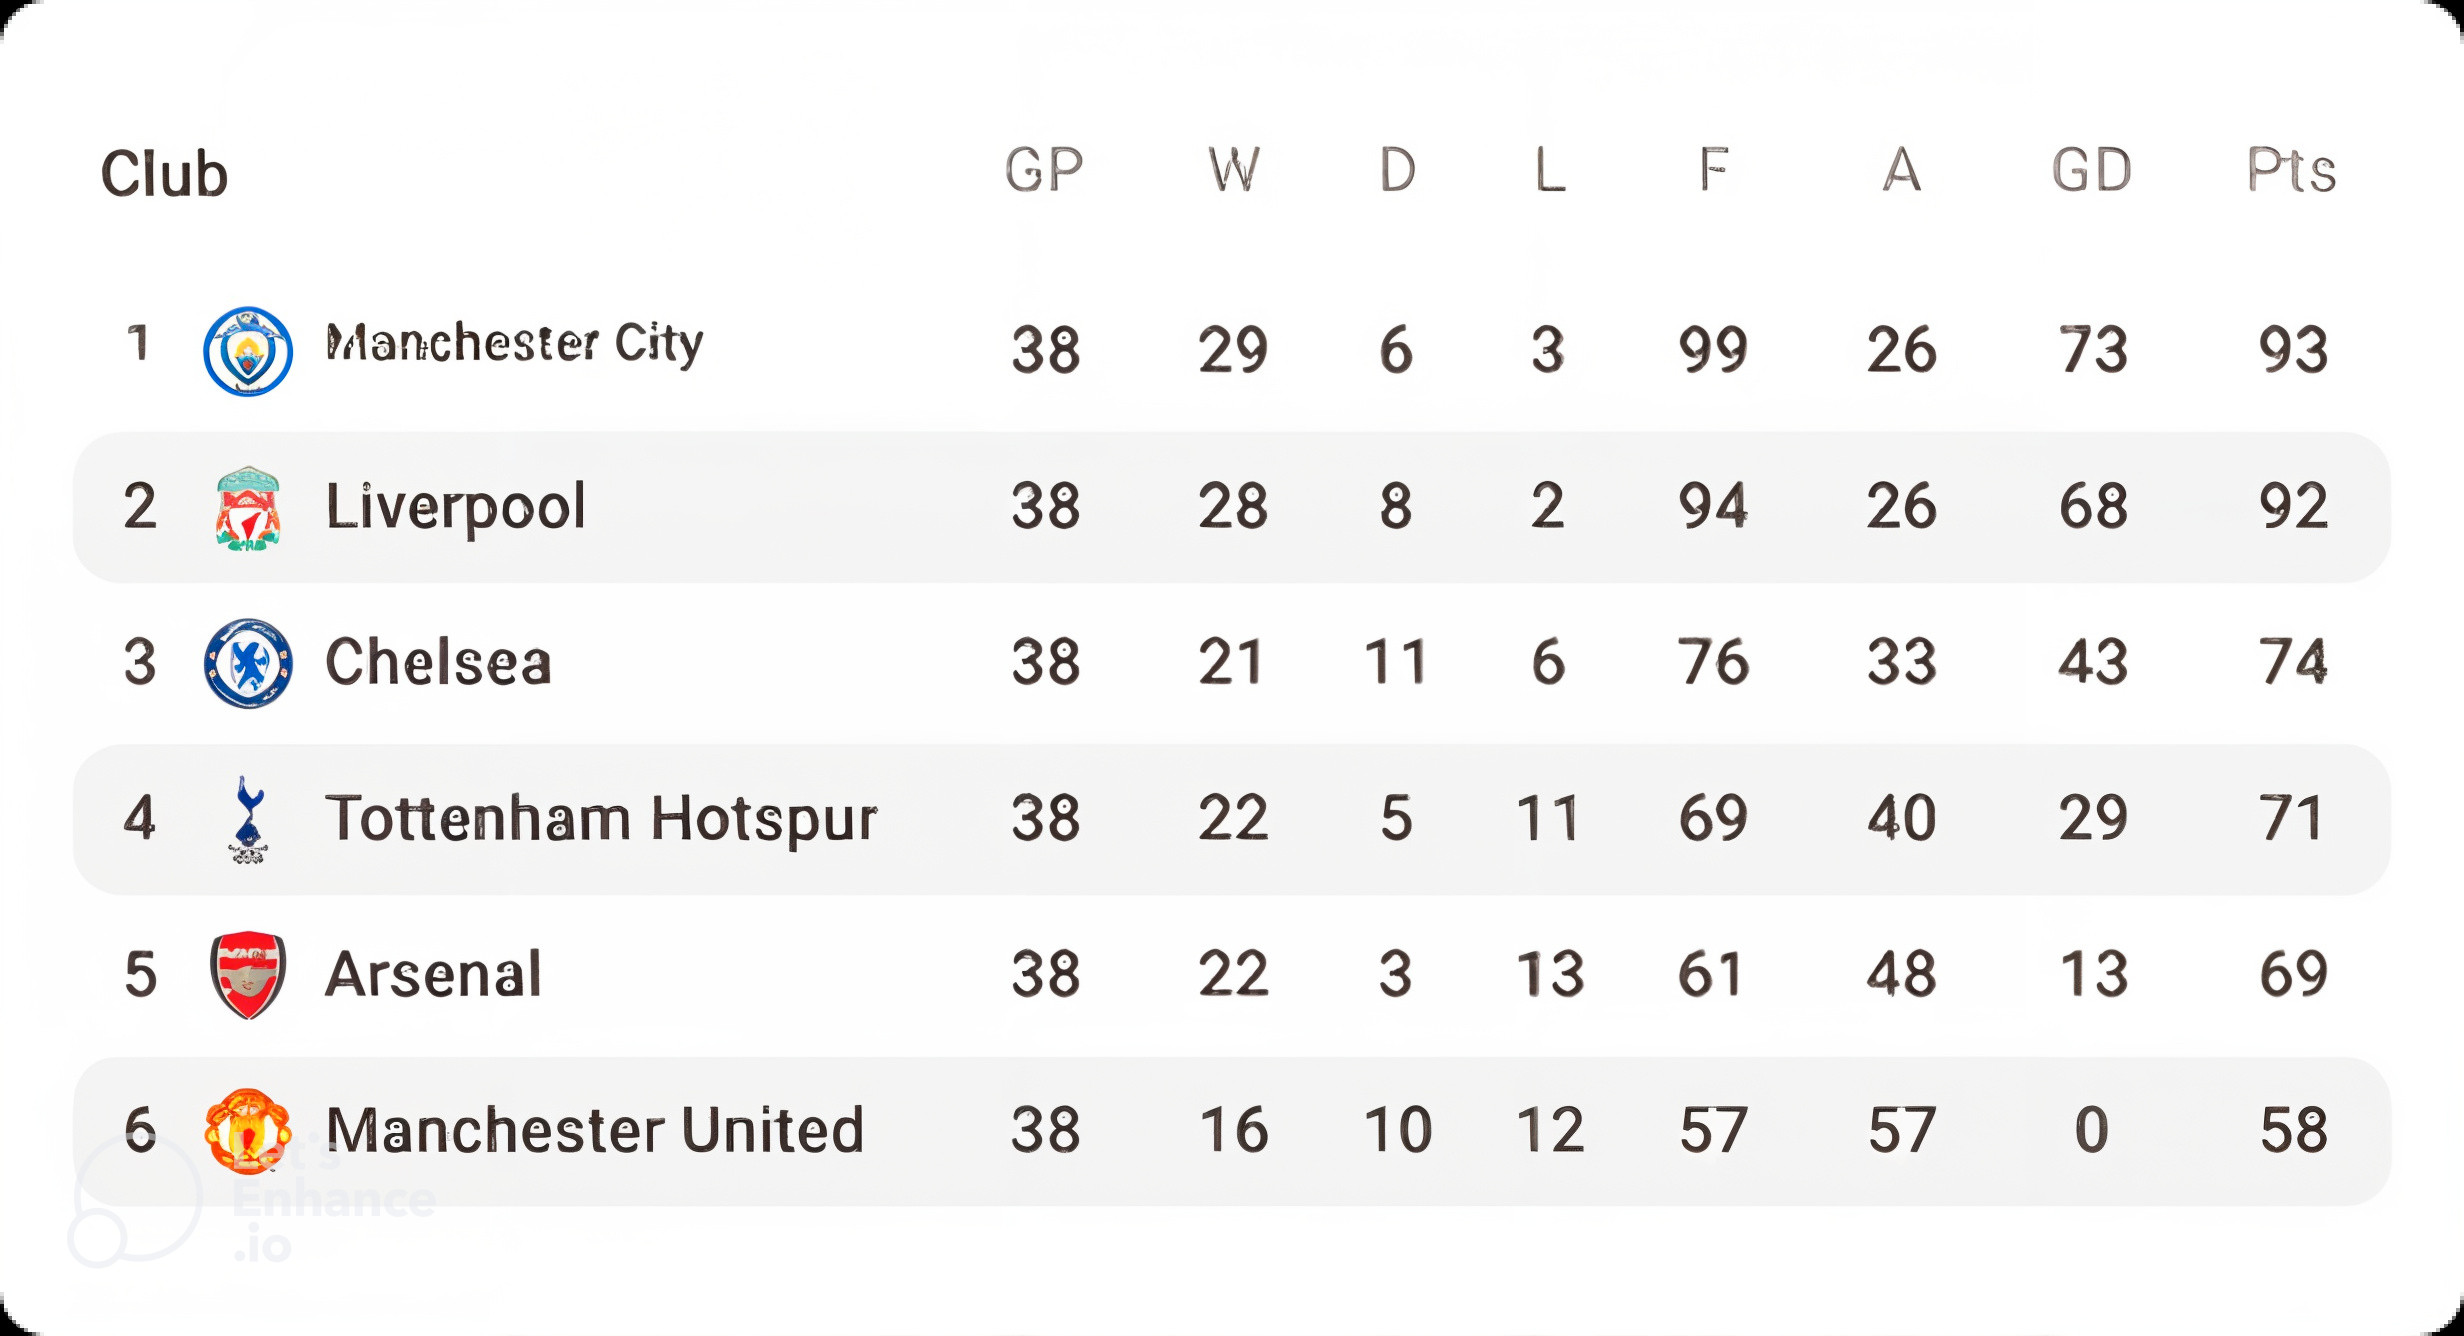 Club GP W D L F A GD Pts
1 Manchester City 38 29 6 3 99 26 73 93
2 Liverpool 38 28 8 2 94 26 68 92
3 Chelsea 38 21 11 6 76 33 43 74
4 Tottenham Hotspur 38 22 5 11 69 40 29 71
5 Arsenal 38 22 3 13 61 48 13 69
6 Manchester United 38 16 10 12 57 57 0 58
Let's
Enhance
.io